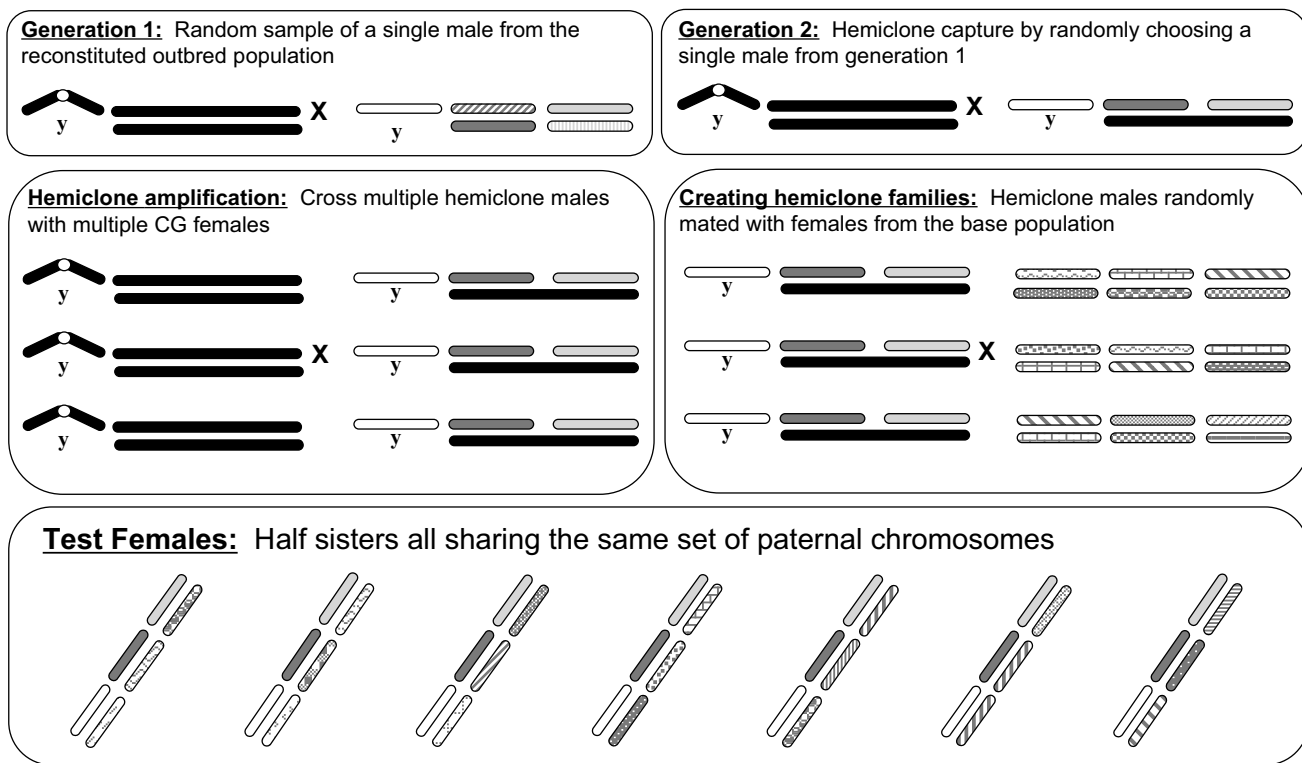 Generation 1: Random sample of a single male from the
reconstituted outbred population
X
y
y
Generation 2: Hemiclone capture by randomly choosing a
single male from generation 1
X
y
y
Hemiclone amplification: Cross multiple hemiclone males
with multiple CG females
y
y
X
y
y
y
y
Creating hemiclone families: Hemiclone males randomly
mated with females from the base population
y
X
y
y
Test Females: Half sisters all sharing the same set of paternal chromosomes